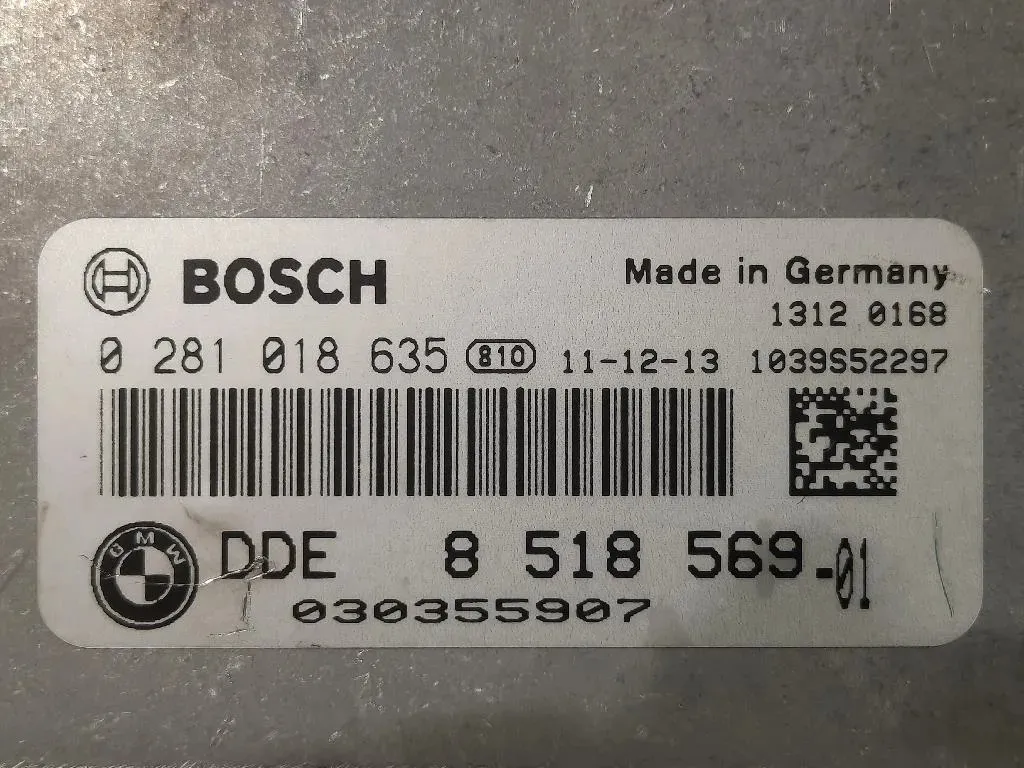 BOSCH
Made in Germany
1312 0168
0 281 018 635 810 11-12-13 1039S52297
BMW
DDE 8 518 569-01
030355907